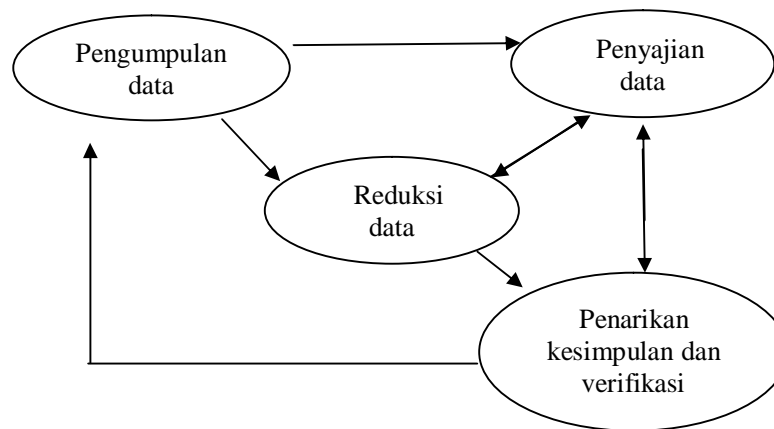 Pengumpulan
data
Penyajian
data
Reduksi
data
Penarikan
kesimpulan dan
verifikasi